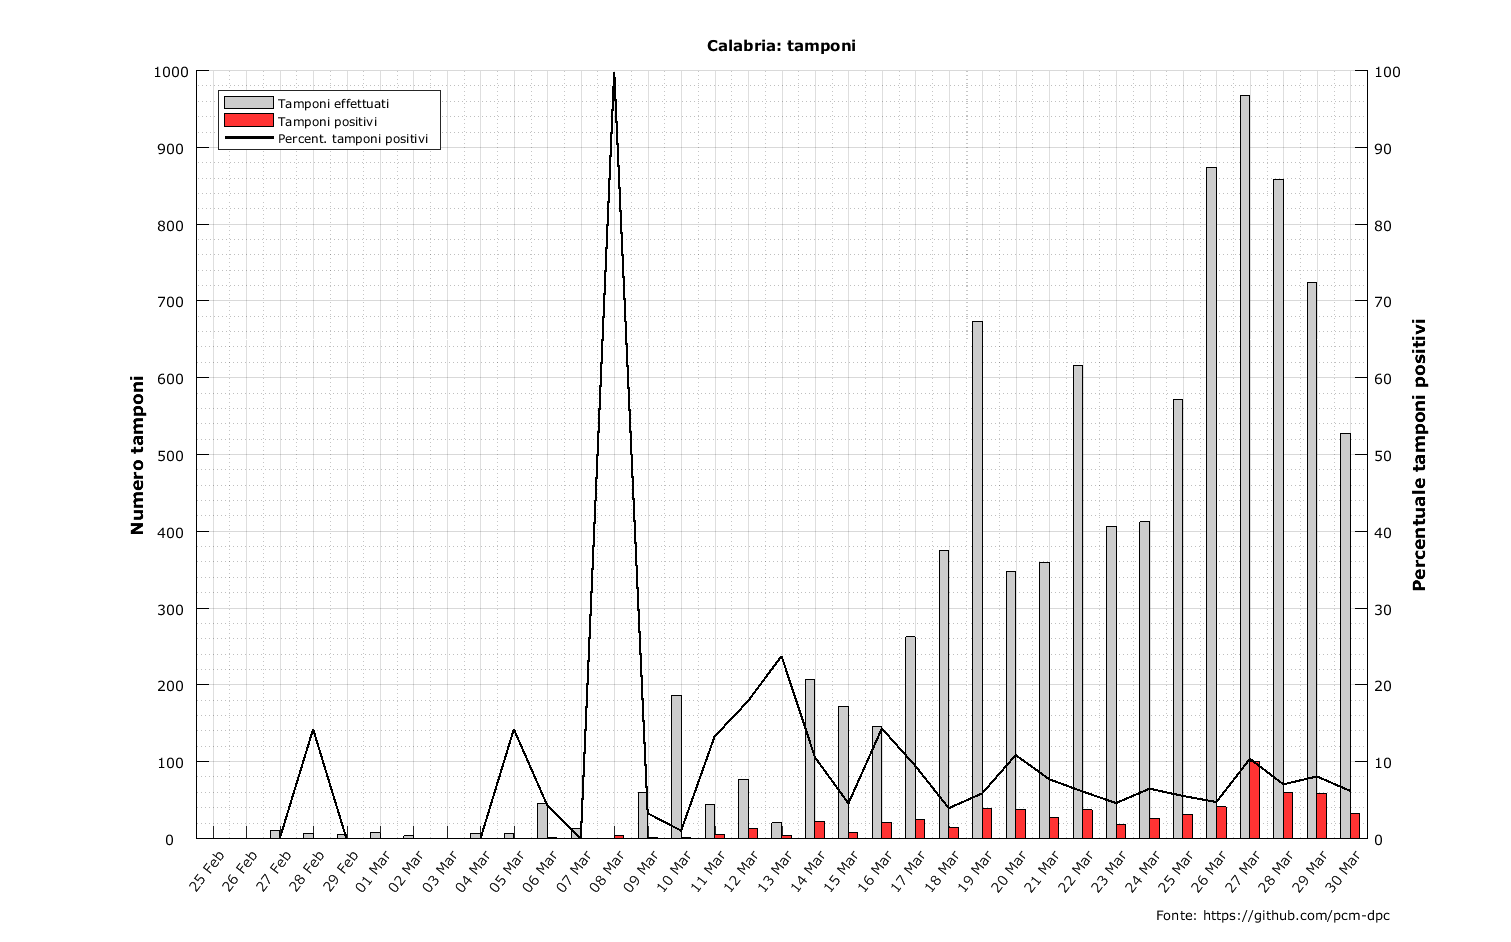 Calabria: tamponi
Tamponi effettuati
Tamponi positivi
Percent. tamponi positivi
Numero tamponi
1000
900
800
700
600
500
400
300
200
100
0
100
90
80
70
60
50
40
30
20
10
0
Percentuale tamponi positivi
25 Feb
26 Feb
27 Feb
28 Feb
29 Feb
01 Mar
02 Mar
03 Mar
04 Mar
05 Mar
06 Mar
07 Mar
08 Mar
09 Mar
10 Mar
11 Mar
12 Mar
13 Mar
14 Mar
15 Mar
16 Mar
17 Mar
18 Mar
19 Mar
20 Mar
21 Mar
22 Mar
23 Mar
24 Mar
25 Mar
26 Mar
27 Mar
28 Mar
29 Mar
30 Mar
Fonte: https://github.com/pcm-dpc